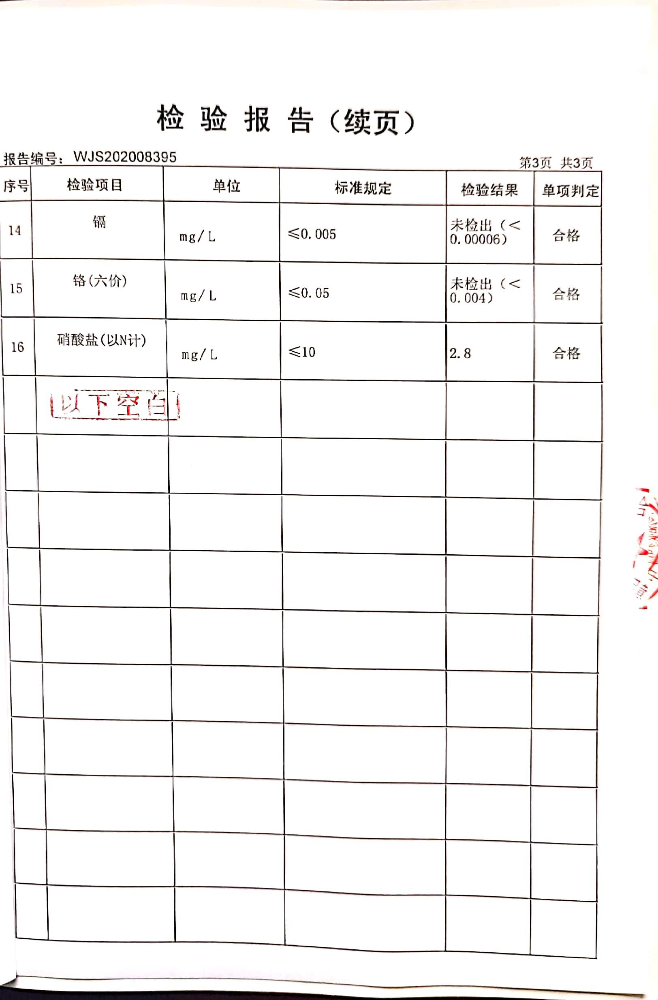 检验报告（续页）
报告编号：WJS202008395
第3页 共3页
序号 检验项目 单位 标准规定 检验结果 单项判定
14 镉 mg/L ≤0.005 未检出（＜
0.00006） 合格
15 铬(六价) mg/L ≤0.05 未检出（＜
0.004） 合格
16 硝酸盐(以N计) mg/L ≤10 2.8 合格
以下空白